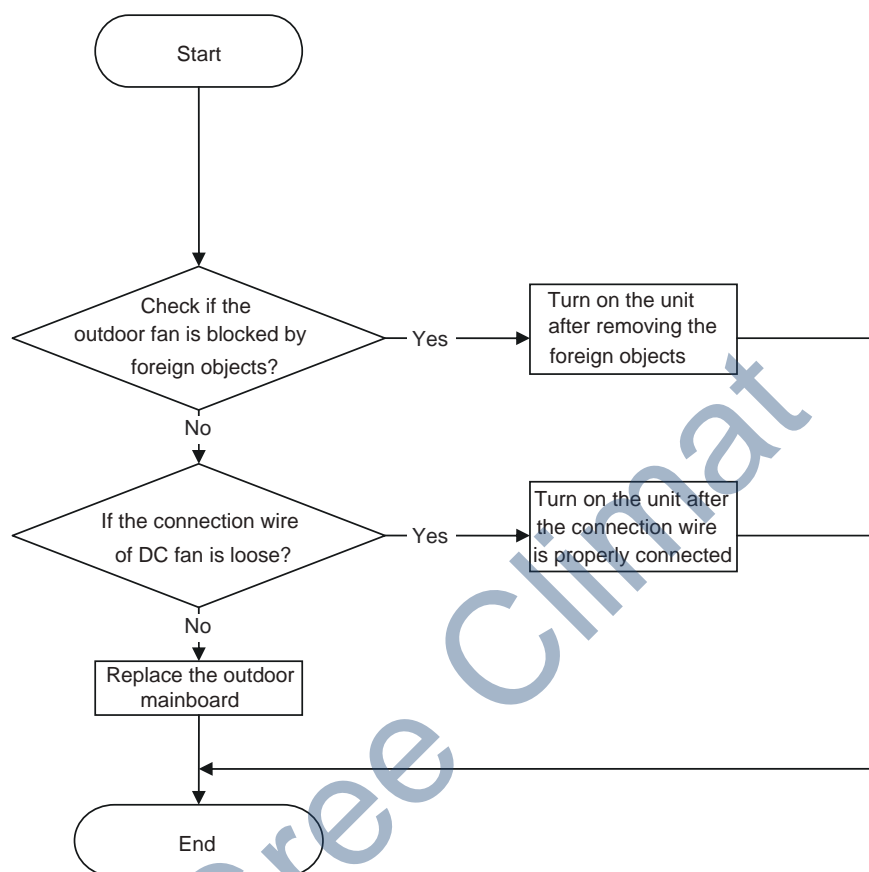 Start
Check if the
outdoor fan is blocked by
foreign objects?
Yes
Turn on the unit
after removing the
foreign objects
No
If the connection wire
of DC fan is loose?
Yes
Turn on the unit after
the connection wire
is properly connected
No
Replace the outdoor
mainboard
End
Gree Climat